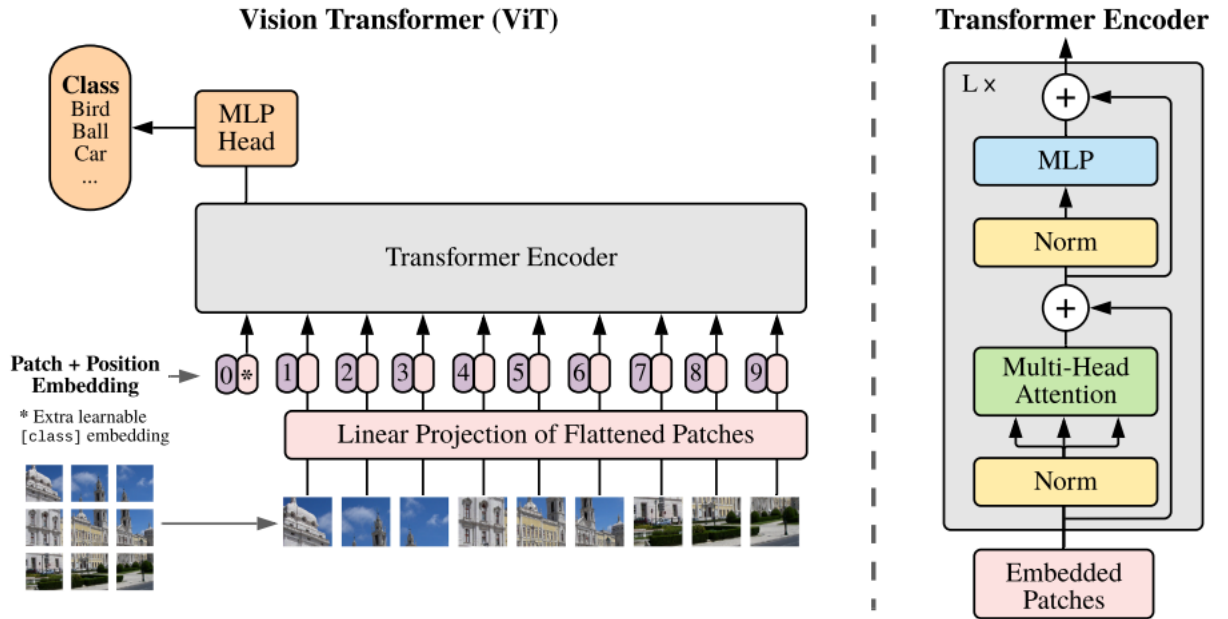 Vision Transformer (ViT)
Class
Bird
Ball
Car
...
MLP
Head
Transformer Encoder
Patch + Position
Embedding
0 * 1 2 3 4 5 6 7 8 9
* Extra learnable
[class] embedding
Linear Projection of Flattened Patches
Transformer Encoder
L x
+
MLP
Norm
+
Multi-Head
Attention
Norm
Embedded
Patches